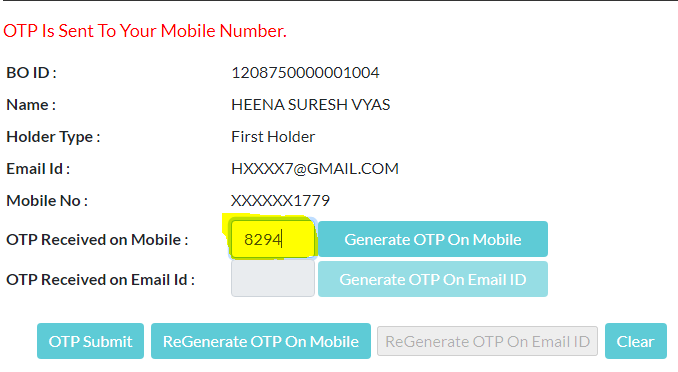 OTP Is Sent To Your Mobile Number.
BO ID : 1208750000001004
Name : HEENA SURESH VYAS
Holder Type : First Holder
Email Id : HXXXX7@GMAIL.COM
Mobile No : XXXXXX1779
OTP Received on Mobile : 8294 Generate OTP On Mobile
OTP Received on Email Id : Generate OTP On Email ID
OTP Submit ReGenerate OTP On Mobile ReGenerate OTP On Email ID Clear